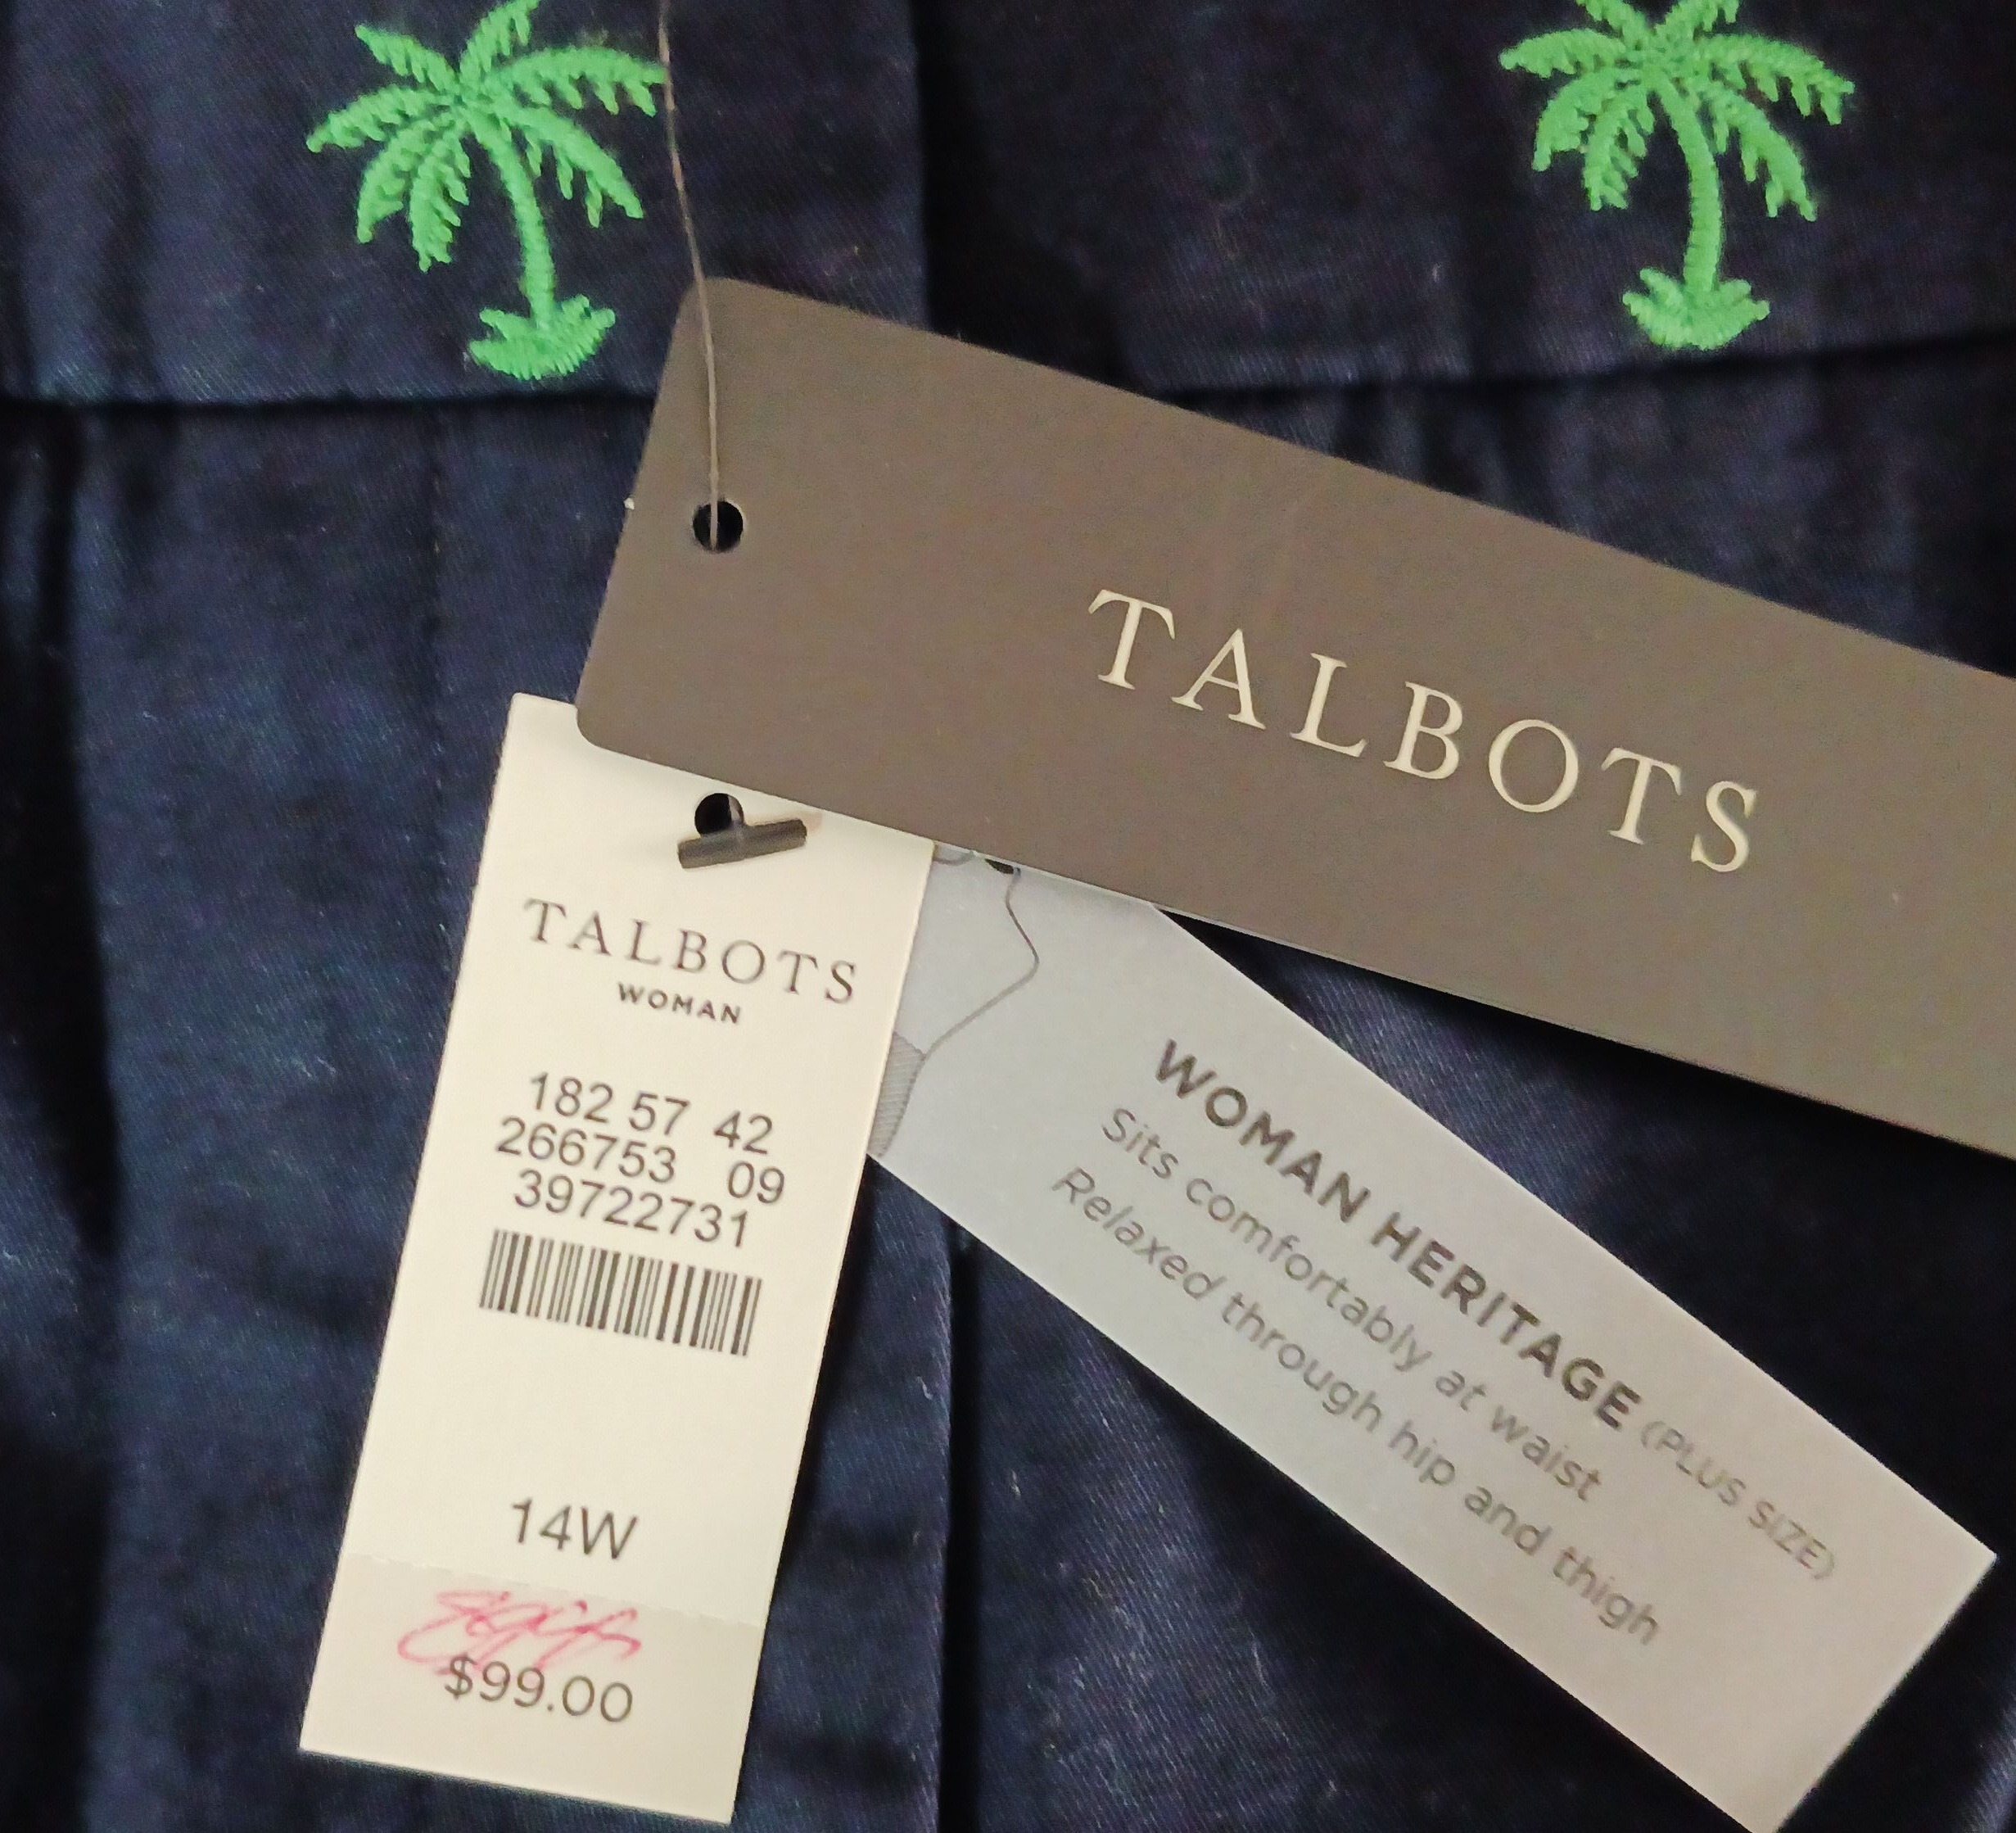 TALBOTS
TALBOTS
WOMAN
182 57 42
266753 09
39722731
14W
$99.00
WOMAN HERITAGE (PLUS SIZE)
Sits comfortably at waist
Relaxed through hip and thigh